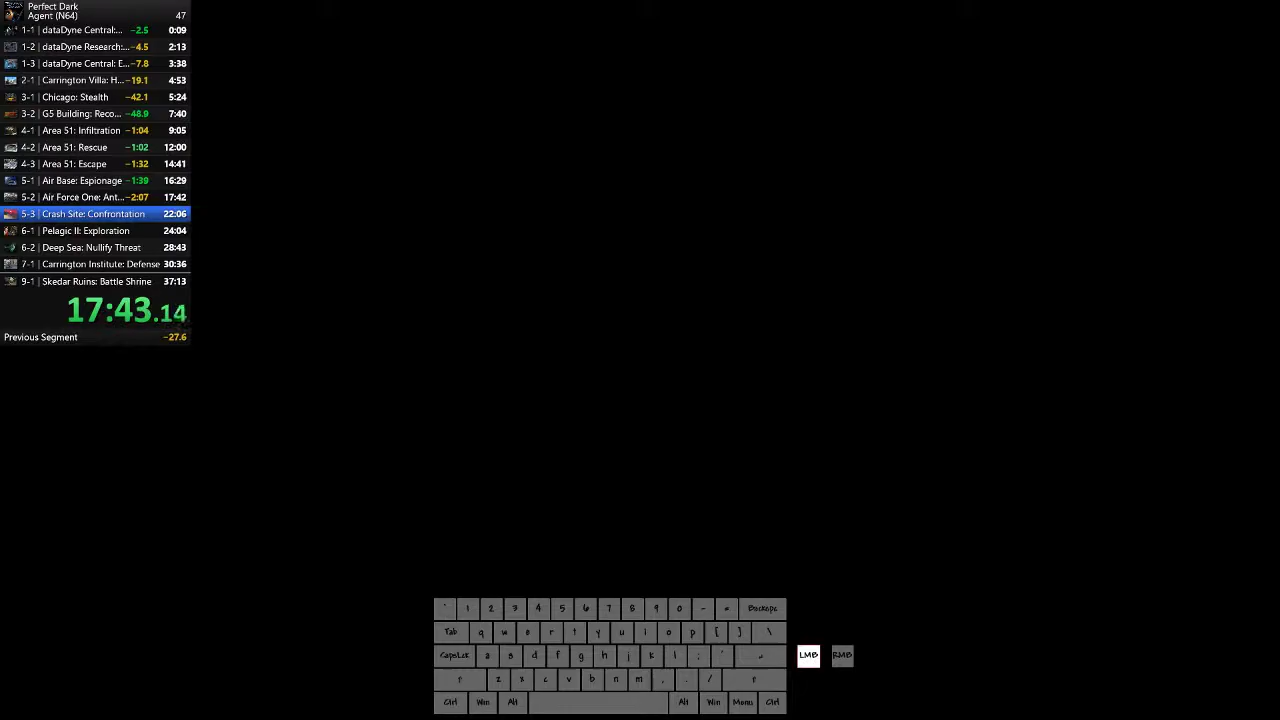 Perfect Dark
Agent (N64) 47
1-1 | dataDyne Central:... −2.5 0:09
1-2 | dataDyne Research:... −4.5 2:13
1-3 | dataDyne Central: E... −7.8 3:38
2-1 | Carrington Villa: H... −19.1 4:53
3-1 | Chicago: Stealth −42.1 5:24
3-2 | G5 Building: Reco... −48.9 7:40
4-1 | Area 51: Infiltration −1:04 9:05
4-2 | Area 51: Rescue −1:02 12:00
4-3 | Area 51: Escape −1:32 14:41
5-1 | Air Base: Espionage −1:39 16:29
5-2 | Air Force One: Ant... −2:07 17:42
5-3 | Crash Site: Confrontation 22:06
6-1 | Pelagic II: Exploration 24:04
6-2 | Deep Sea: Nullify Threat 28:43
7-1 | Carrington Institute: Defense 30:36
9-1 | Skedar Ruins: Battle Shrine 37:13
17:43.14
Previous Segment −27.6
` 1 2 3 4 5 6 7 8 9 0 - = Backspc
Tab q w e r t y u i o p [ ] \
CapsLck a s d f g h j k l ; '
z x c v b n m , . /
Ctrl Win Alt Alt Win Menu Ctrl
LMB RMB